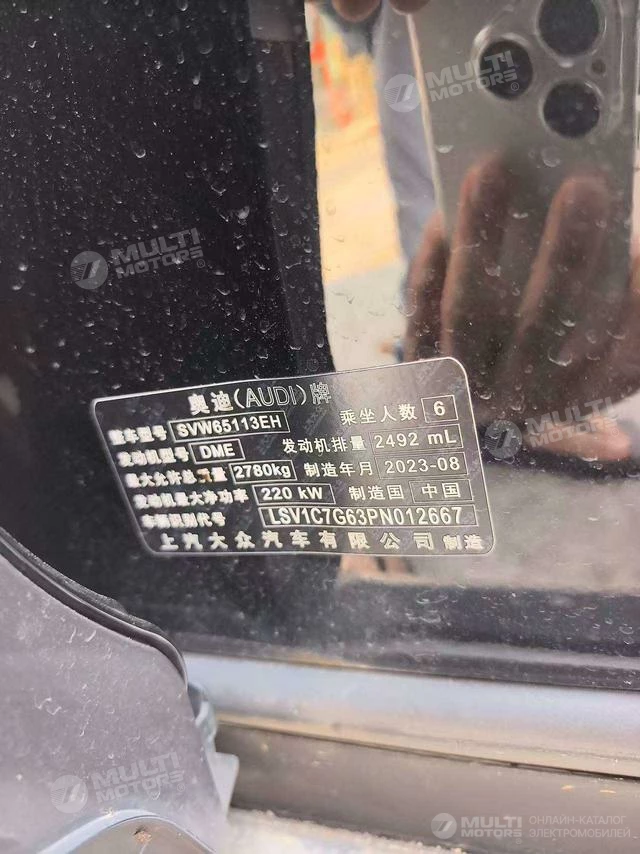 MULTI
MOTORS®
MULTI
MOTORS®
奥迪(AUDI)牌
整车型号 SVW65113EH 乘坐人数 6
发动机型号 DME 发动机排量 2492 mL
最大允许总质量 2780kg 制造年月 2023-08
发动机最大净功率 220 kW 制造国 中国
车辆识别代号 LSV1C7G63PN012667
上汽大众汽车有限公司 制造
MULTI
MOTORS®
MULTI
MOTORS®
MULTI
MOTORS
ОНЛАЙН-КАТАЛОГ
ЭЛЕКТРОМОБИЛЕЙ